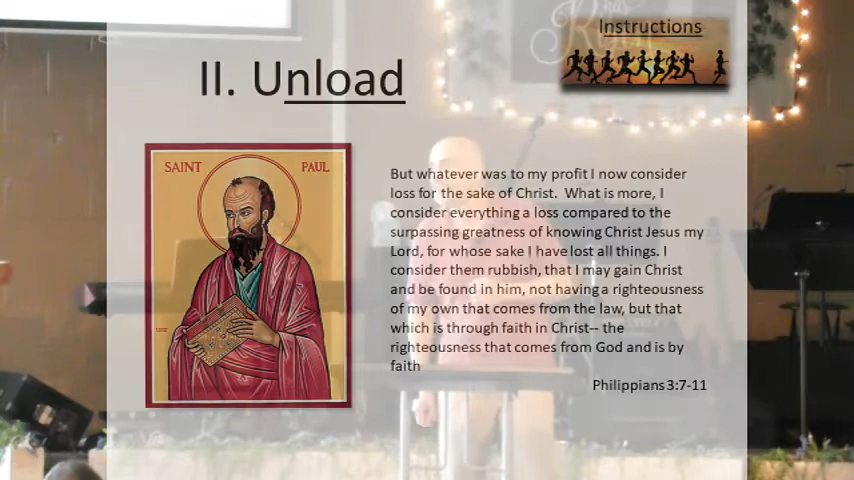 Instructions
II. Unload
SAINT PAUL
But whatever was to my profit I now consider
loss for the sake of Christ. What is more, I
consider everything a loss compared to the
surpassing greatness of knowing Christ Jesus my
Lord, for whose sake I have lost all things. I
consider them rubbish, that I may gain Christ
and be found in him, not having a righteousness
of my own that comes from the law, but that
which is through faith in Christ-- the
righteousness that comes from God and is by
faith
Philippians 3:7-11